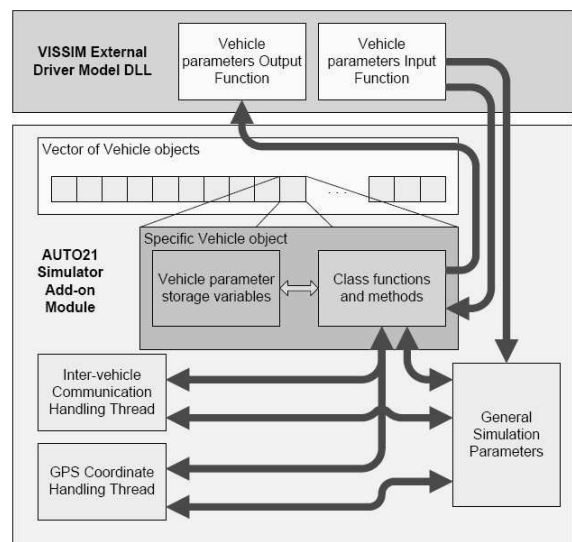 VISSIM External
Driver Model DLL
Vehicle
parameters Output
Function
Vehicle
parameters Input
Function
Vector of Vehicle objects
. . .
Specific Vehicle object
AUTO21
Simulator
Add-on
Module
Vehicle parameter
storage variables
Class functions
and methods
Inter-vehicle
Communication
Handling Thread
General
Simulation
Parameters
GPS Coordinate
Handling Thread